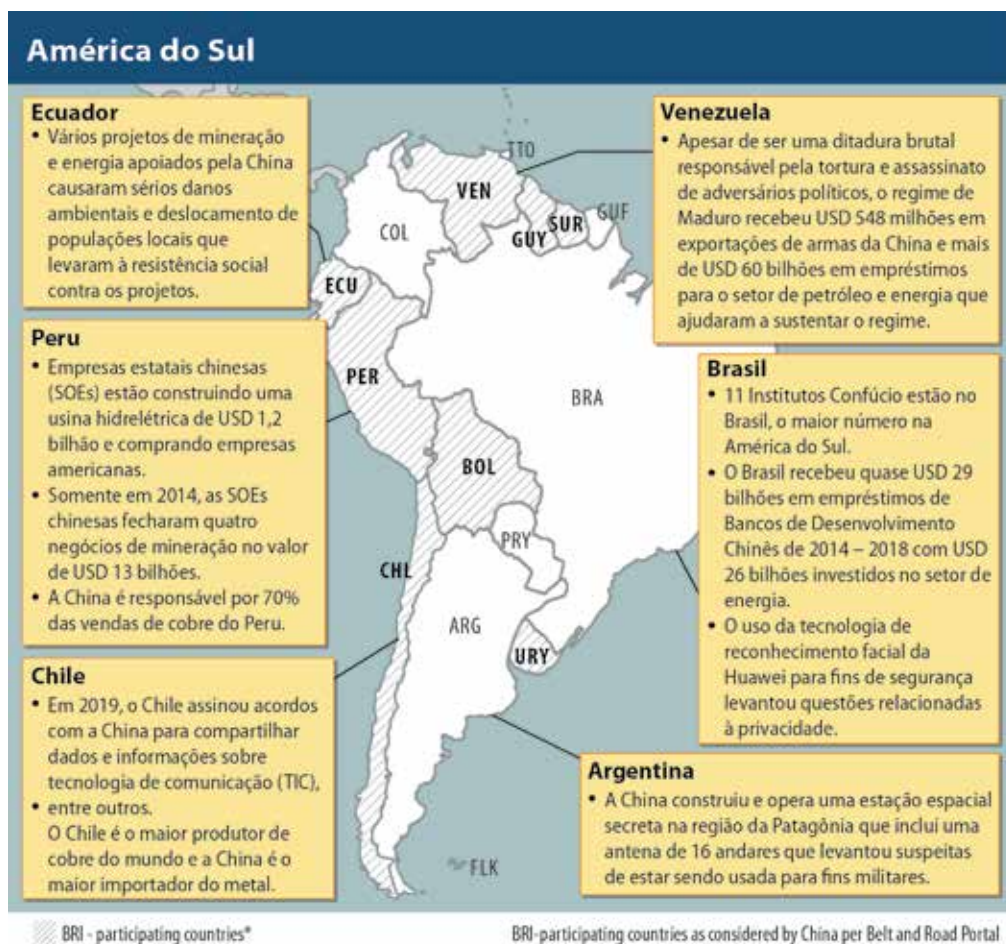 América do Sul
Ecuador
• Vários projetos de mineração
e energia apoiados pela China
causaram sérios danos
ambientais e deslocamento de
populações locais que
levaram à resistência social
contra os projetos.
Peru
• Empresas estatais chinesas
(SOEs) estão construindo uma
usina hidrelétrica de USD 1,2
bilhão e comprando empresas
americanas.
• Somente em 2014, as SOEs
chinesas fecharam quatro
negócios de mineração no valor
de USD 13 bilhões.
• A China é responsável por 70%
das vendas de cobre do Peru.
Chile
• Em 2019, o Chile assinou acordos
com a China para compartilhar
dados e informações sobre
tecnologia de comunicação (TIC),
• entre outros.
O Chile é o maior produtor de
cobre do mundo e a China é o
maior importador do metal.
Venezuela
• Apesar de ser uma ditadura brutal
responsável pela tortura e assassinato
de adversários políticos, o regime de
Maduro recebeu USD 548 milhões em
exportações de armas da China e mais
de USD 60 bilhões em empréstimos
para o setor de petróleo e energia que
ajudaram a sustentar o regime.
Brasil
• 11 Institutos Confúcio estão no
Brasil, o maior número na
América do Sul.
• O Brasil recebeu quase USD 29
bilhões em empréstimos de
Bancos de Desenvolvimento
Chinês de 2014 – 2018 com USD
26 bilhões investidos no setor de
energia.
• O uso da tecnologia de
reconhecimento facial da
Huawei para fins de segurança
levantou questões relacionadas
à privacidade.
Argentina
• A China construiu e opera uma estação espacial
secreta na região da Patagônia que inclui uma
antena de 16 andares que levantou suspeitas
de estar sendo usada para fins militares.
TTO
VEN
COL
GUY
SUR
GUF
ECU
PER
BRA
BOL
PRY
CHL
ARG
URY
FLK
BRI - participating countries*
BRI-participating countries as considered by China per Belt and Road Portal